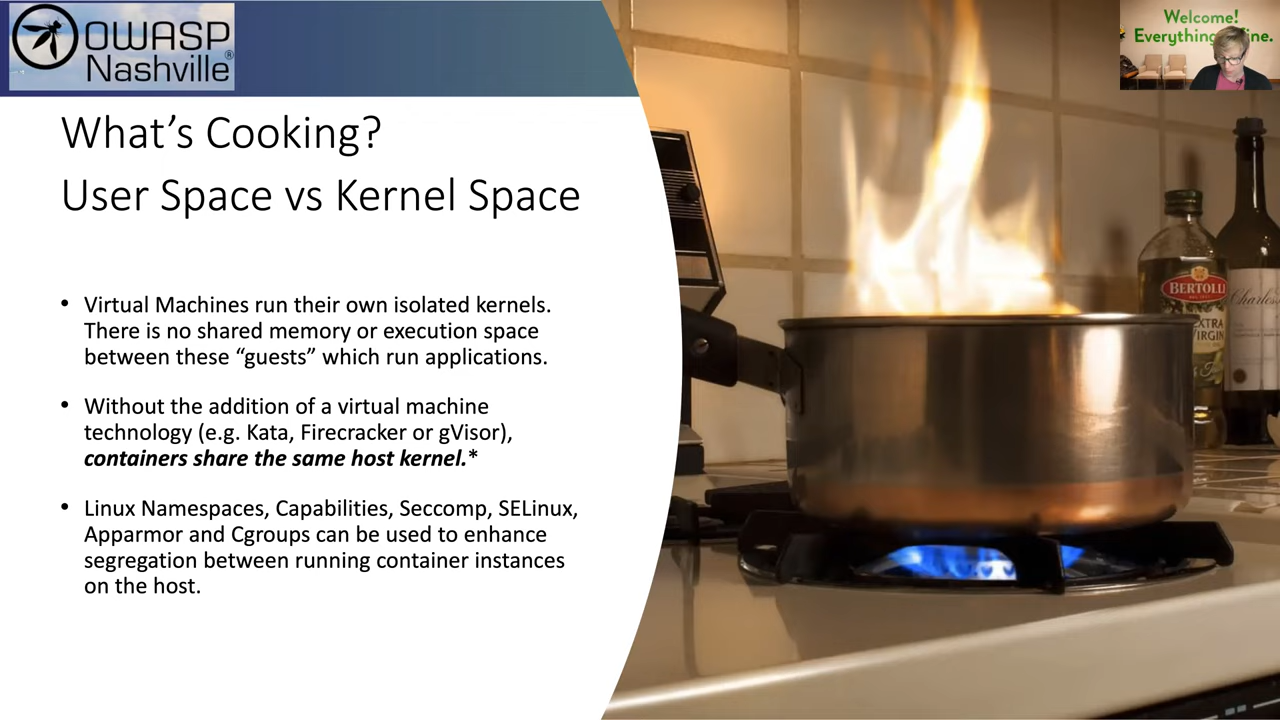 OWASP
Nashville®
Welcome!
Everything ine.
What’s Cooking?
User Space vs Kernel Space
• Virtual Machines run their own isolated kernels.
There is no shared memory or execution space
between these “guests” which run applications.
• Without the addition of a virtual machine
technology (e.g. Kata, Firecracker or gVisor),
containers share the same host kernel.*
• Linux Namespaces, Capabilities, Seccomp, SELinux,
Apparmor and Cgroups can be used to enhance
segregation between running container instances
on the host.
BERTOLLI
EXTRA
VIRGIN
Charles